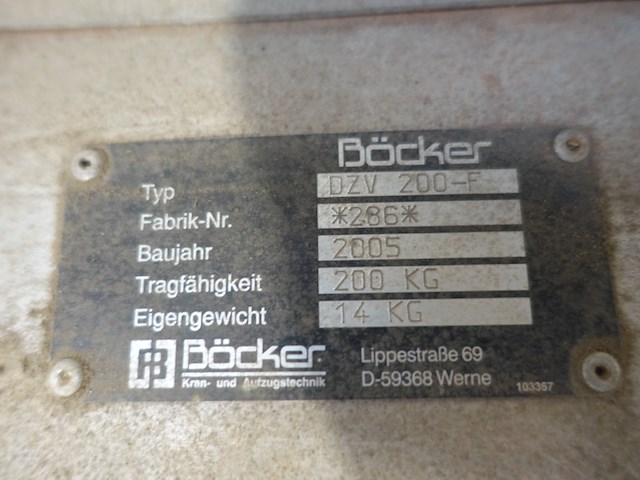 Böcker
Typ DZV 200-F
Fabrik-Nr. *286*
Baujahr 2005
Tragfähigkeit 200 KG
Eigengewicht 14 KG
Böcker
Kran- und Aufzugstechnik
Lippestraße 69
D-59368 Werne
103357